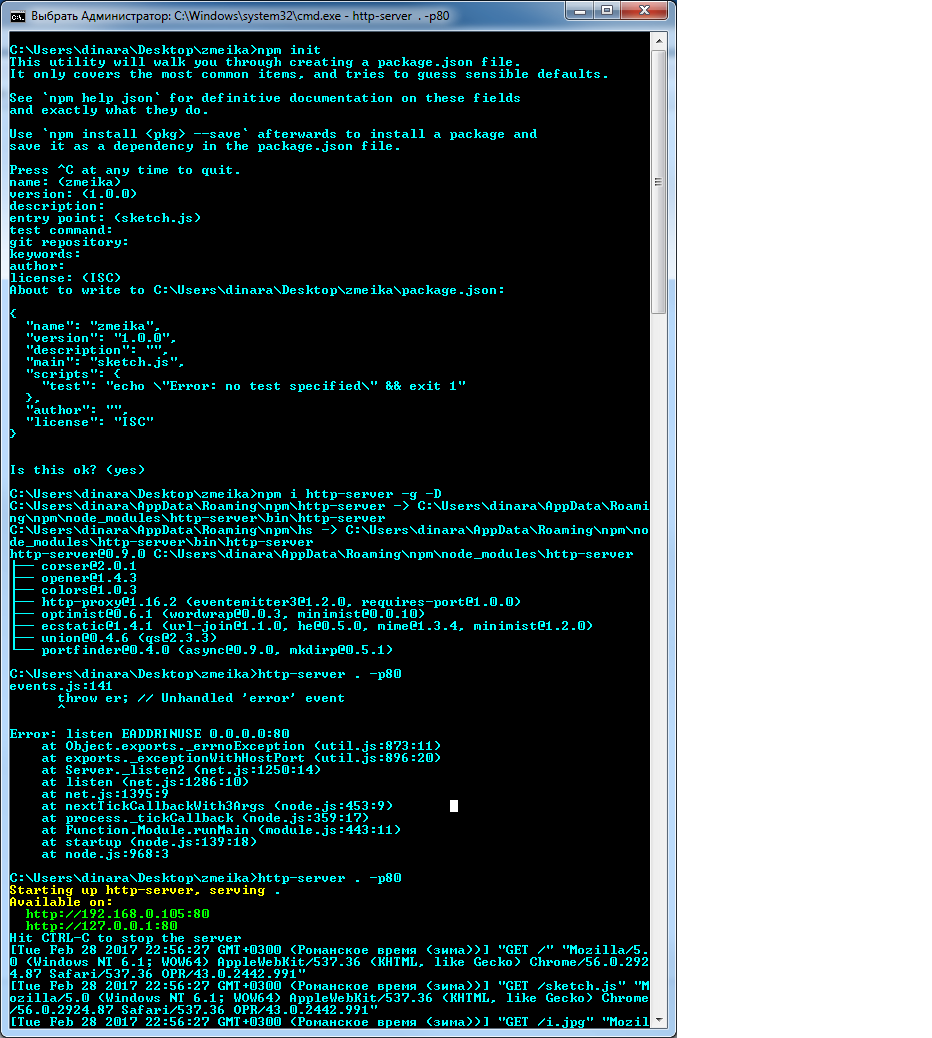 Выбрать Администратор: C:\Windows\system32\cmd.exe - http-server . -p80
C:\Users\dinara\Desktop\zmeika>npm init
This utility will walk you through creating a package.json file.
It only covers the most common items, and tries to guess sensible defaults.
See `npm help json` for definitive documentation on these fields
and exactly what they do.
Use `npm install <pkg> --save` afterwards to install a package and
save it as a dependency in the package.json file.
Press ^C at any time to quit.
name: (zmeika)
version: (1.0.0)
description:
entry point: (sketch.js)
test command:
git repository:
keywords:
author:
license: (ISC)
About to write to C:\Users\dinara\Desktop\zmeika\package.json:
{
  "name": "zmeika",
  "version": "1.0.0",
  "description": "",
  "main": "sketch.js",
  "scripts": {
    "test": "echo \"Error: no test specified\" && exit 1"
  },
  "author": "",
  "license": "ISC"
}
Is this ok? (yes)
C:\Users\dinara\Desktop\zmeika>npm i http-server -g -D
C:\Users\dinara\AppData\Roaming\npm\http-server -> C:\Users\dinara\AppData\Roami
ng\npm\node_modules\http-server\bin\http-server
C:\Users\dinara\AppData\Roaming\npm\hs -> C:\Users\dinara\AppData\Roaming\npm\no
de_modules\http-server\bin\http-server
http-server@0.9.0 C:\Users\dinara\AppData\Roaming\npm\node_modules\http-server
├── corser@2.0.1
├── opener@1.4.3
├── colors@1.0.3
├── http-proxy@1.16.2 (eventemitter3@1.2.0, requires-port@1.0.0)
├── optimist@0.6.1 (wordwrap@0.0.3, minimist@0.0.10)
├── ecstatic@1.4.1 (url-join@1.1.0, he@0.5.0, mime@1.3.4, minimist@1.2.0)
├── union@0.4.6 (qs@2.3.3)
└── portfinder@0.4.0 (async@0.9.0, mkdirp@0.5.1)
C:\Users\dinara\Desktop\zmeika>http-server . -p80
events.js:141
      throw er; // Unhandled 'error' event
      ^
Error: listen EADDRINUSE 0.0.0.0:80
    at Object.exports._errnoException (util.js:873:11)
    at exports._exceptionWithHostPort (util.js:896:20)
    at Server._listen2 (net.js:1250:14)
    at listen (net.js:1286:10)
    at net.js:1395:9
    at nextTickCallbackWith3Args (node.js:453:9)
    at process._tickCallback (node.js:359:17)
    at Function.Module.runMain (module.js:443:11)
    at startup (node.js:139:18)
    at node.js:968:3
C:\Users\dinara\Desktop\zmeika>http-server . -p80
Starting up http-server, serving .
Available on:
  http://192.168.0.105:80
  http://127.0.0.1:80
Hit CTRL-C to stop the server
[Tue Feb 28 2017 22:56:27 GMT+0300 (Романское время (зима))] "GET /" "Mozilla/5.
0 (Windows NT 6.1; WOW64) AppleWebKit/537.36 (KHTML, like Gecko) Chrome/56.0.292
4.87 Safari/537.36 OPR/43.0.2442.991"
[Tue Feb 28 2017 22:56:27 GMT+0300 (Романское время (зима))] "GET /sketch.js" "M
ozilla/5.0 (Windows NT 6.1; WOW64) AppleWebKit/537.36 (KHTML, like Gecko) Chrome
/56.0.2924.87 Safari/537.36 OPR/43.0.2442.991"
[Tue Feb 28 2017 22:56:27 GMT+0300 (Романское время (зима))] "GET /i.jpg" "Mozil